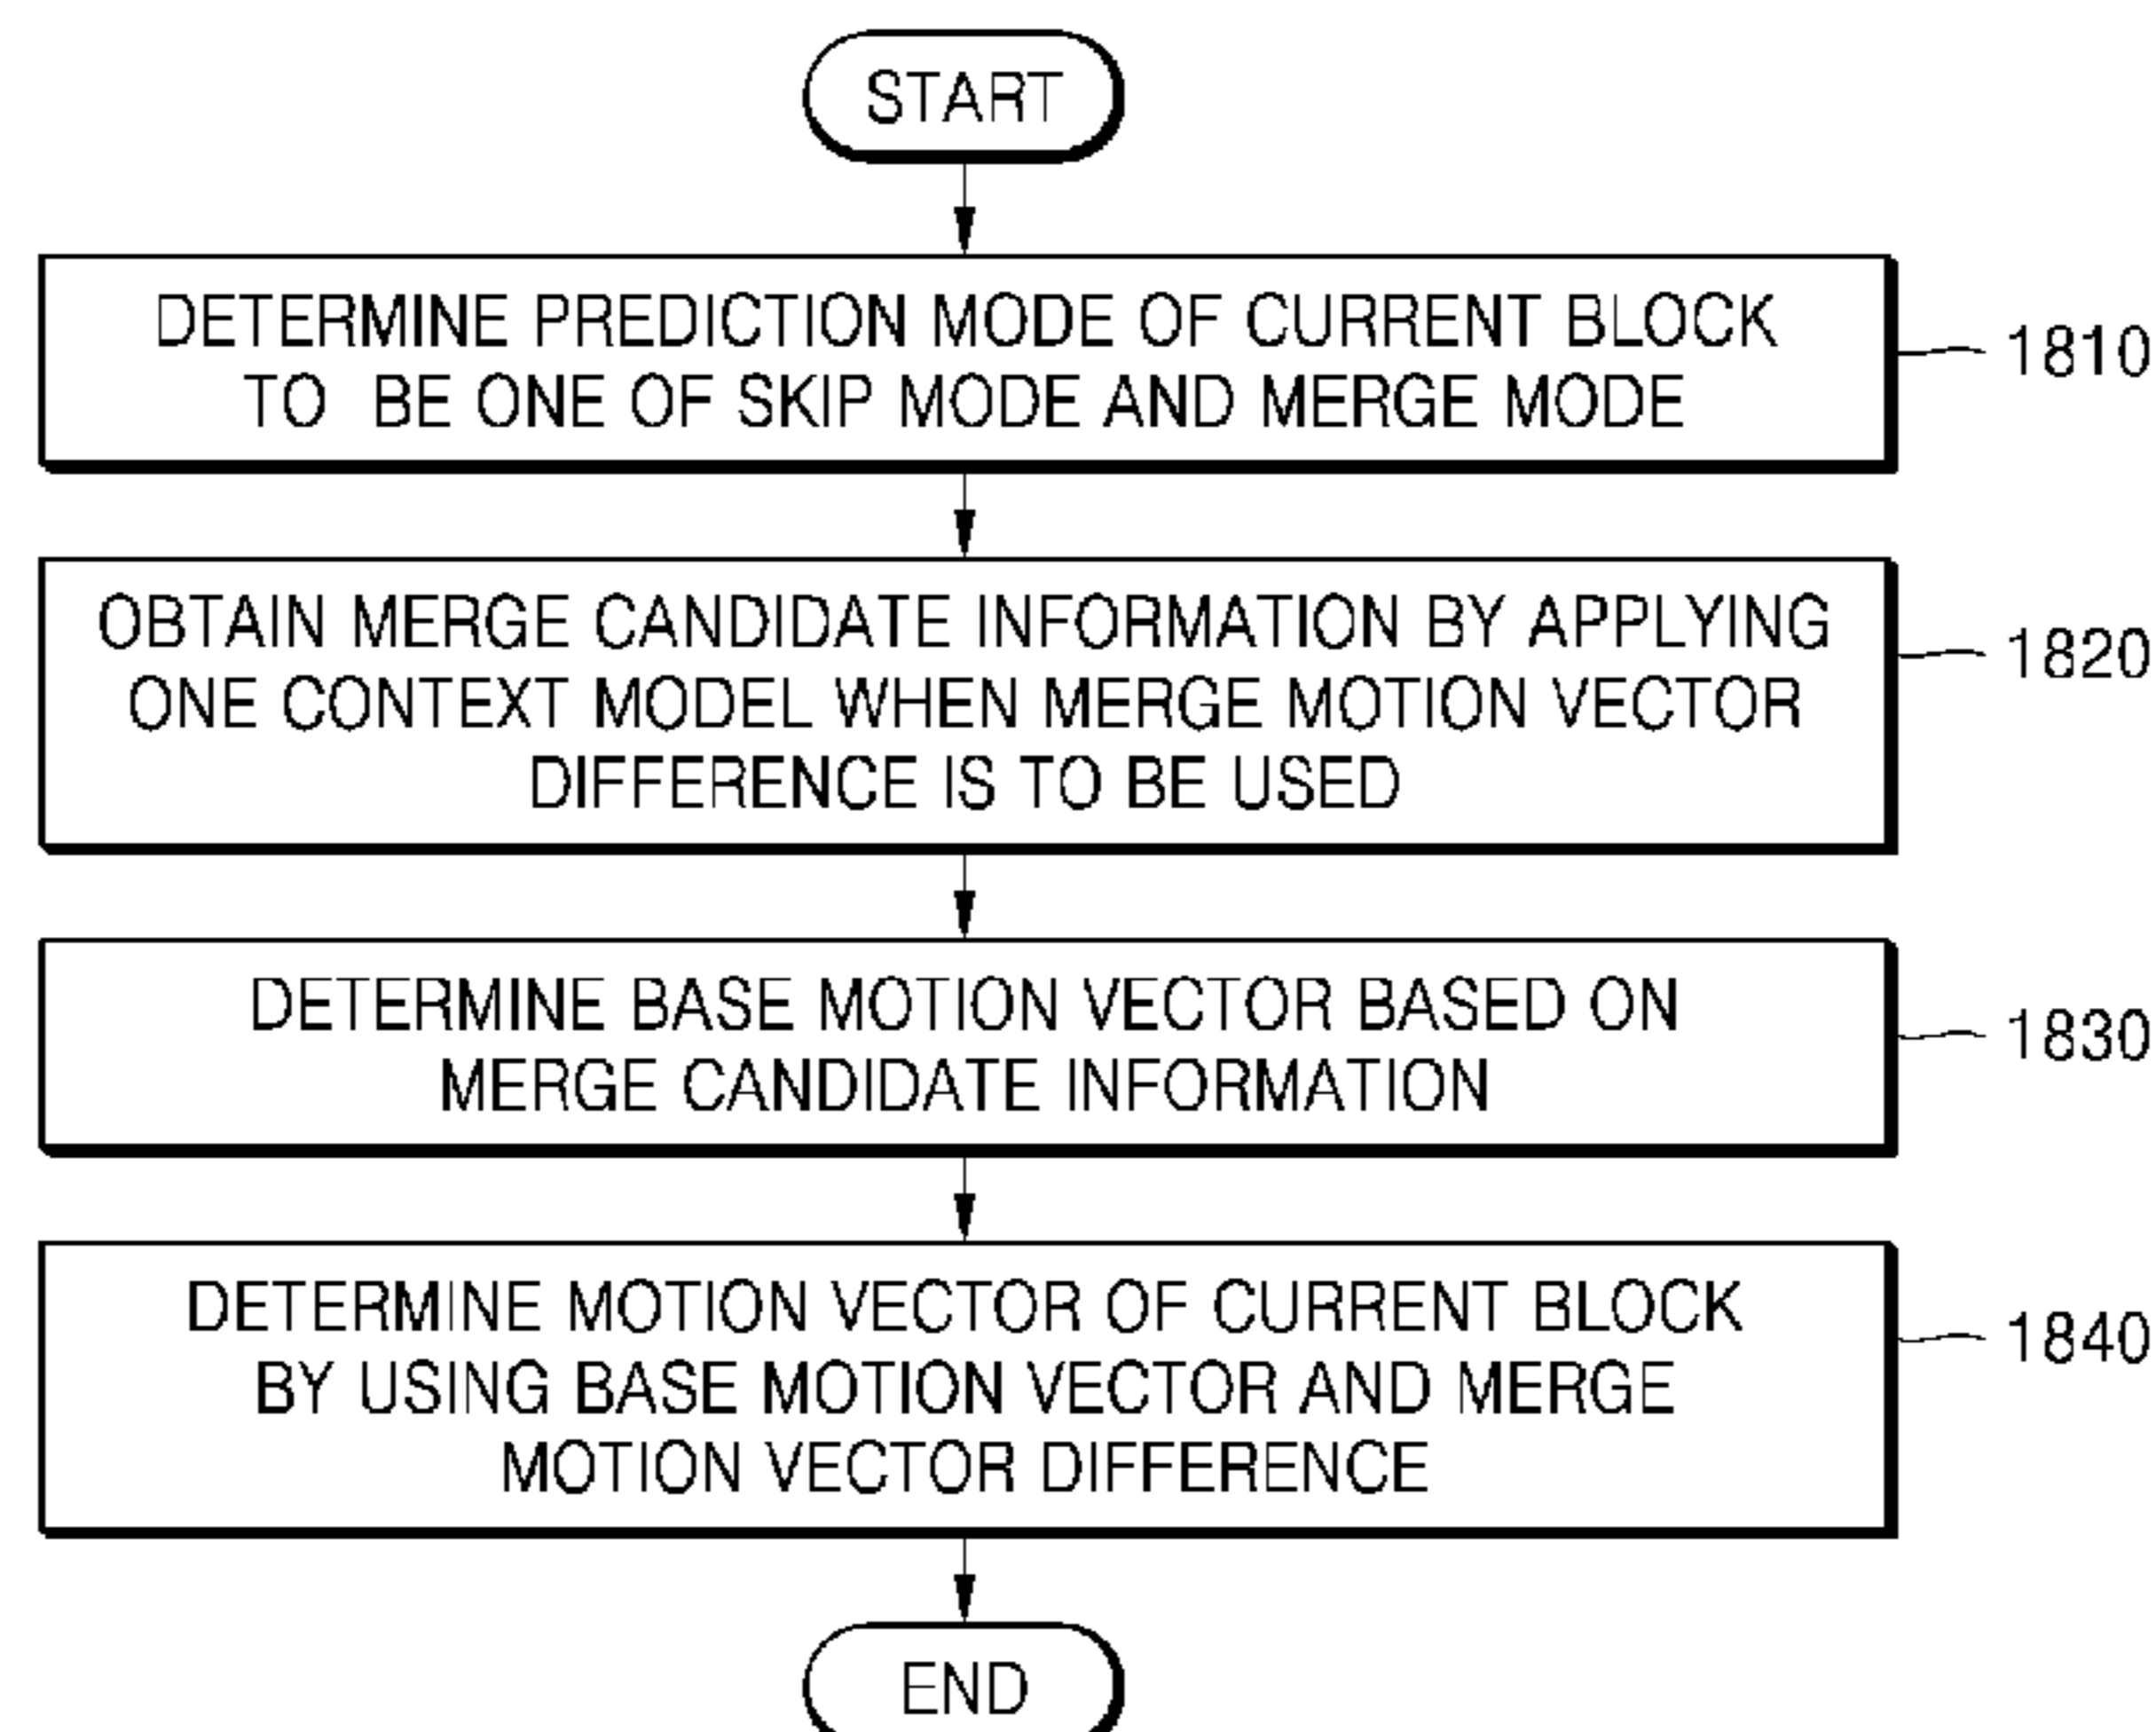 START
DETERMINE PREDICTION MODE OF CURRENT BLOCK
TO BE ONE OF SKIP MODE AND MERGE MODE
1810
OBTAIN MERGE CANDIDATE INFORMATION BY APPLYING
ONE CONTEXT MODEL WHEN MERGE MOTION VECTOR
DIFFERENCE IS TO BE USED
1820
DETERMINE BASE MOTION VECTOR BASED ON
MERGE CANDIDATE INFORMATION
1830
DETERMINE MOTION VECTOR OF CURRENT BLOCK
BY USING BASE MOTION VECTOR AND MERGE
MOTION VECTOR DIFFERENCE
1840
END